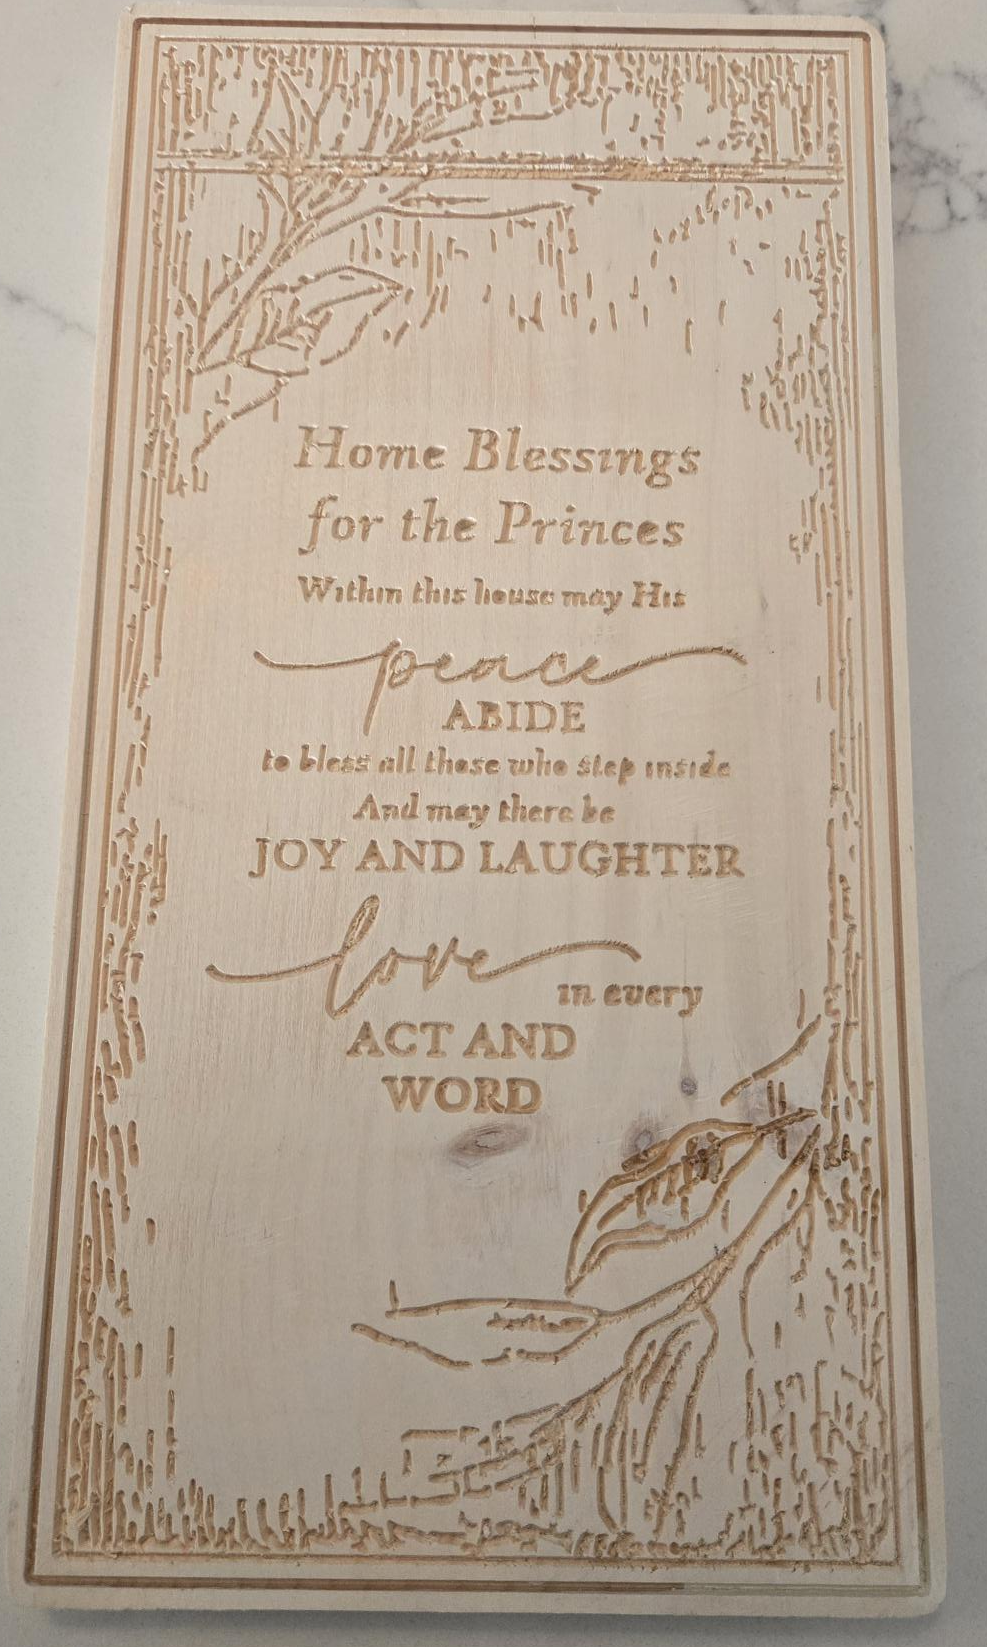 Home Blessings
for the Princes
Within this house may His
peace
ABIDE
to bless all those who step inside
And may there be
JOY AND LAUGHTER
love
in every
ACT AND
WORD